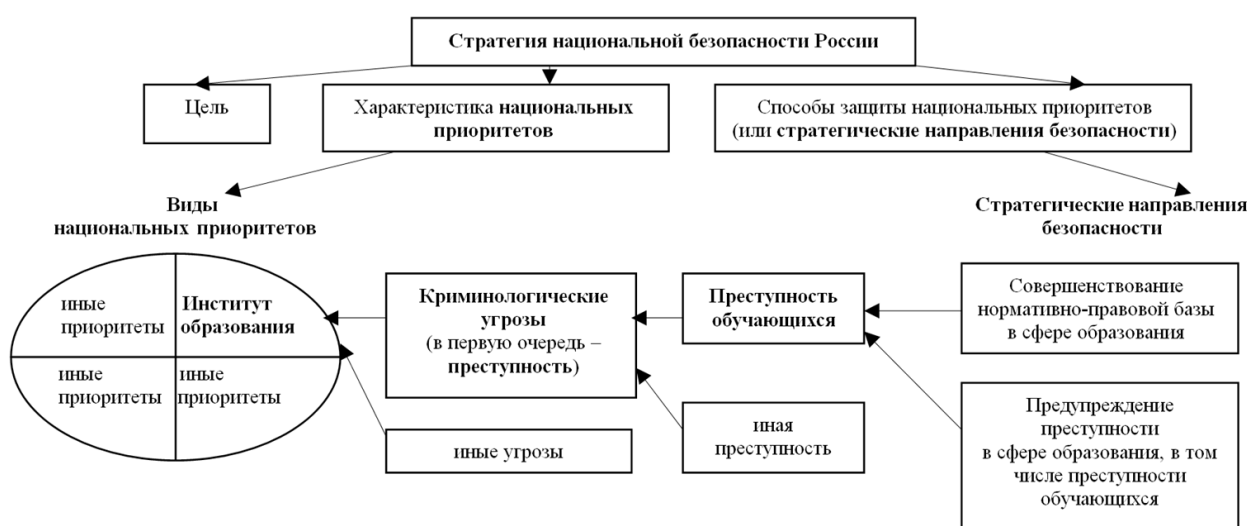 Стратегия национальной безопасности России
Цель
Характеристика национальных
приоритетов
Способы защиты национальных приоритетов
(или стратегические направления безопасности)
Виды
национальных приоритетов
Стратегические направления
безопасности
иные
приоритеты
Институт
образования
иные
приоритеты
иные
приоритеты
Криминологические
угрозы
(в первую очередь –
преступность)
иные угрозы
Преступность
обучающихся
иная
преступность
Совершенствование
нормативно-правовой базы
в сфере образования
Предупреждение
преступности
в сфере образования, в том
числе преступности
обучающихся